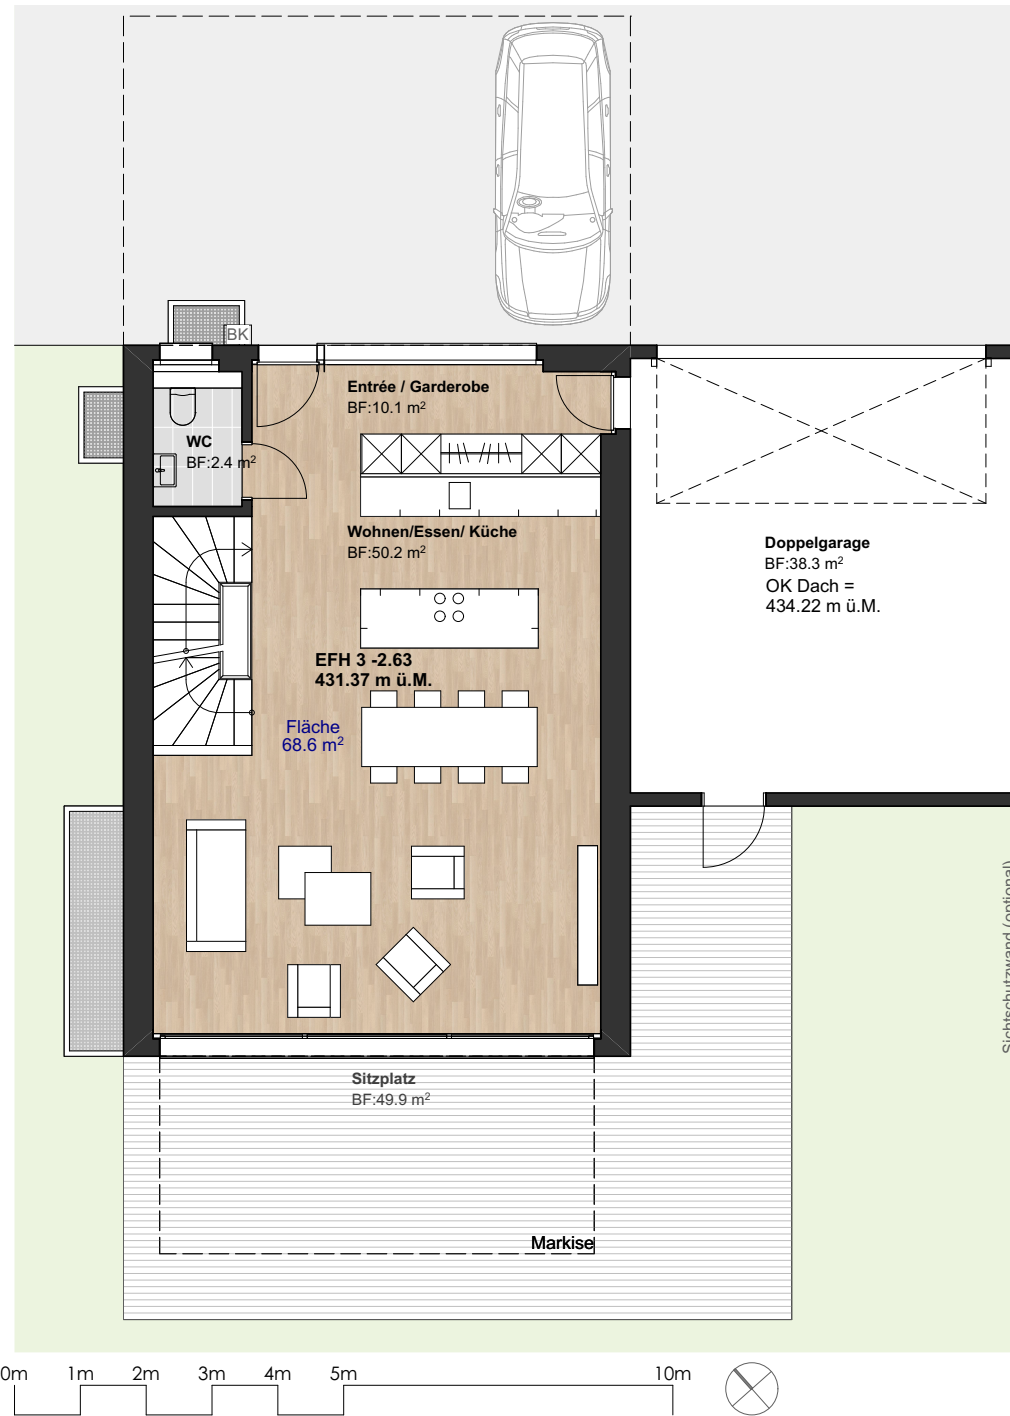 BK
Entrée / Garderobe
BF:10.1 m²
WC
BF:2.4 m²
Wohnen/Essen/ Küche
BF:50.2 m²
Doppelgarage
BF:38.3 m²
OK Dach =
434.22 m ü.M.
EFH 3 -2.63
431.37 m ü.M.
Fläche
68.6 m²
Sichtschutzwand (optional)
Sitzplatz
BF:49.9 m²
Markise
0m 1m 2m 3m 4m 5m 10m